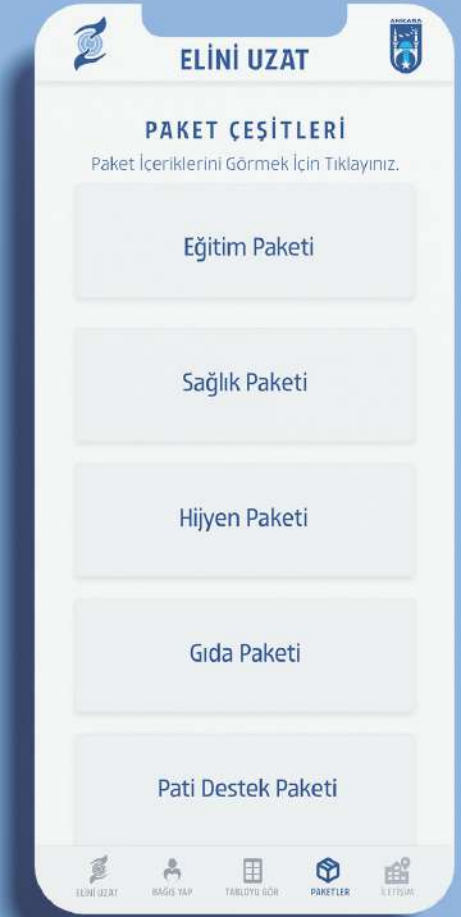 ANKARA
ELİNİ UZAT
PAKET ÇEŞİTLERİ
Paket İçeriklerini Görmek İçin Tıklayınız.
Eğitim Paketi
Sağlık Paketi
Hijyen Paketi
Gıda Paketi
Pati Destek Paketi
ELİNİ UZAT BAĞIŞ YAP TABLOYU GÖR PAKETLER İLETİŞİM